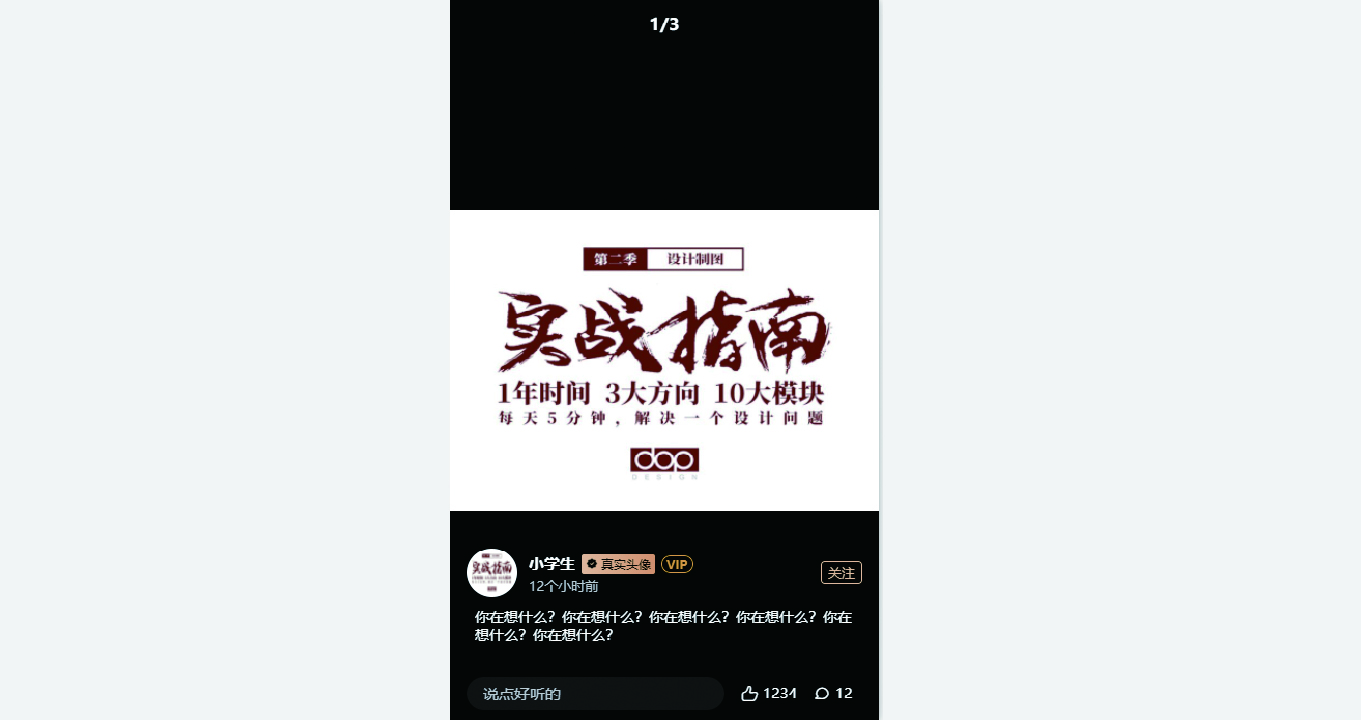 1/3
第二季 设计制图
实战指南
1年时间 3大方向 10大模块
每天5分钟，解决一个设计问题
dop
DESIGN
小学生 真实头像 VIP
12个小时前
关注
你在想什么？你在想什么？你在想什么？你在想什么？你在
想什么？你在想什么？
说点好听的 1234 12